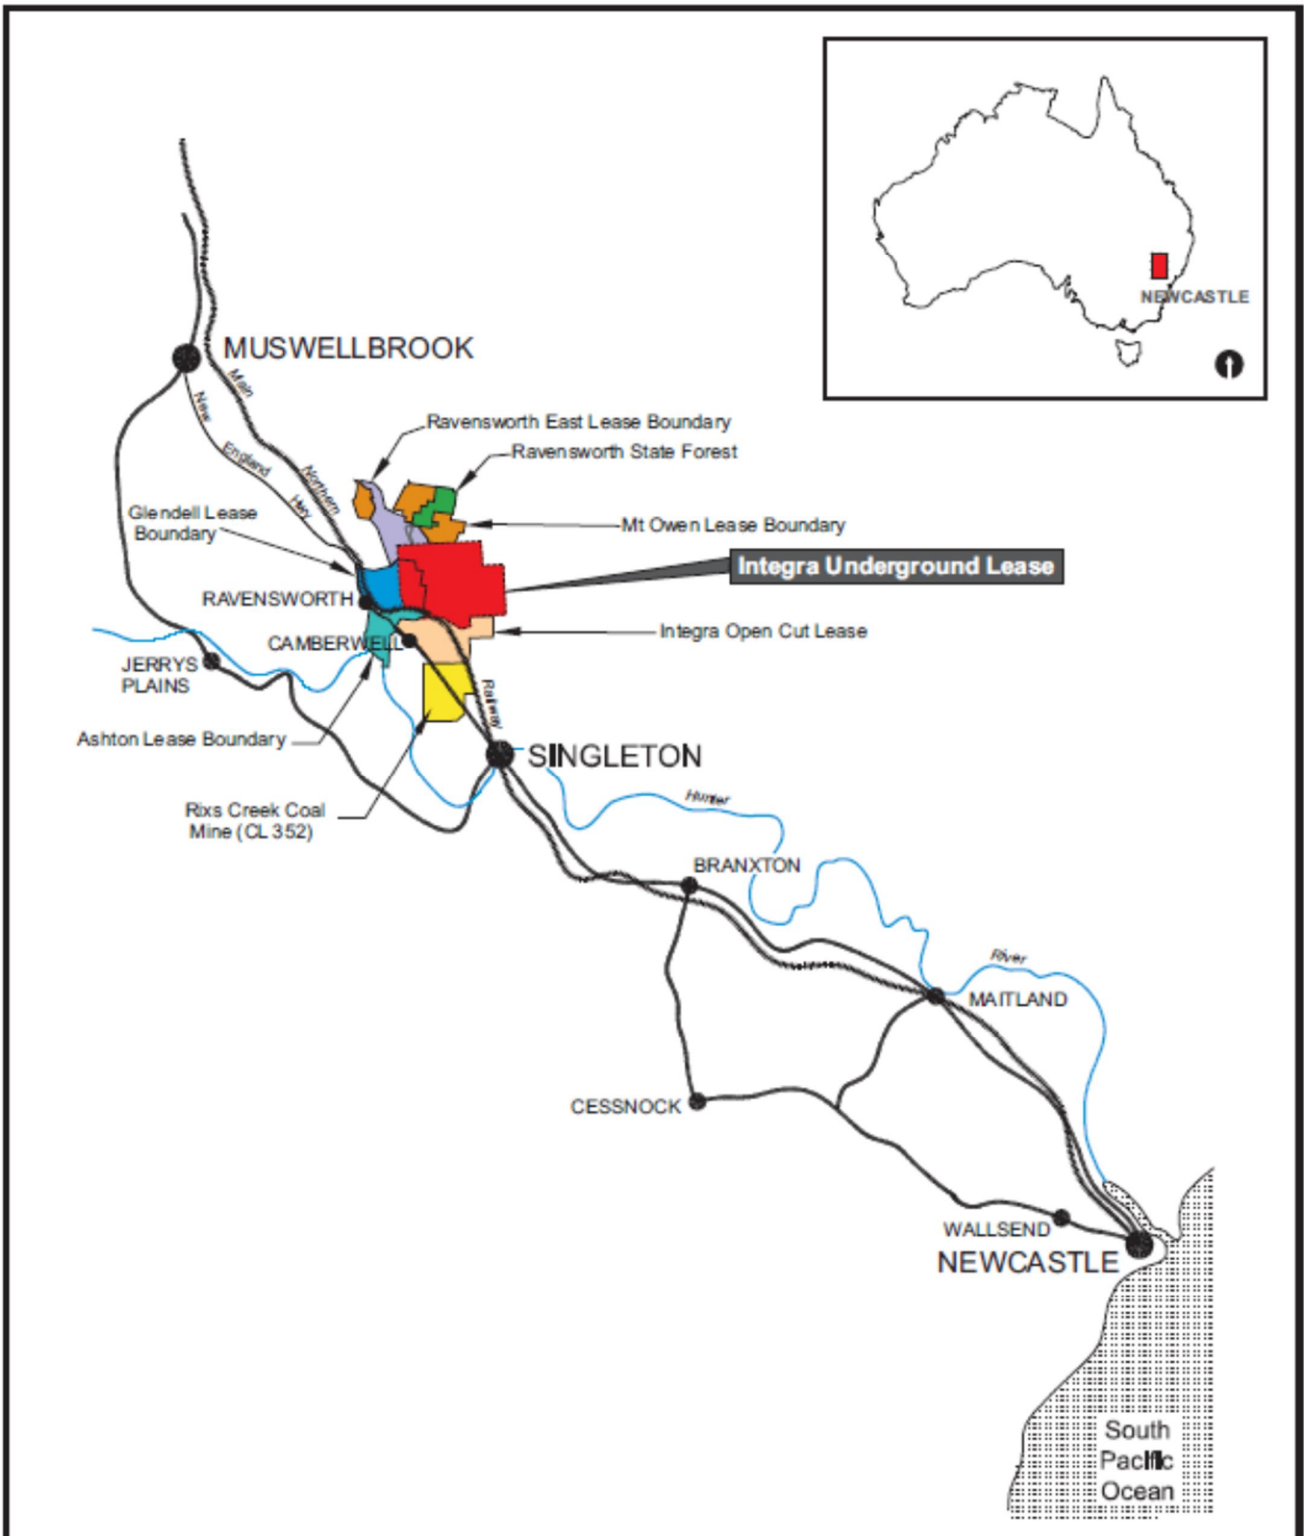 NEWCASTLE
MUSWELLBROOK
Main
New
Ravensworth East Lease Boundary
Ravensworth State Forest
England
Northern
Hwy
Glendell Lease
Boundary
Mt Owen Lease Boundary
Integra Underground Lease
RAVENSWORTH
Integra Open Cut Lease
CAMBERWELL
JERRYS
PLAINS
Railway
Ashton Lease Boundary
SINGLETON
Rixs Creek Coal
Mine (CL 352)
Hunter
BRANXTON
River
MAITLAND
CESSNOCK
WALLSEND
NEWCASTLE
South
Pacific
Ocean